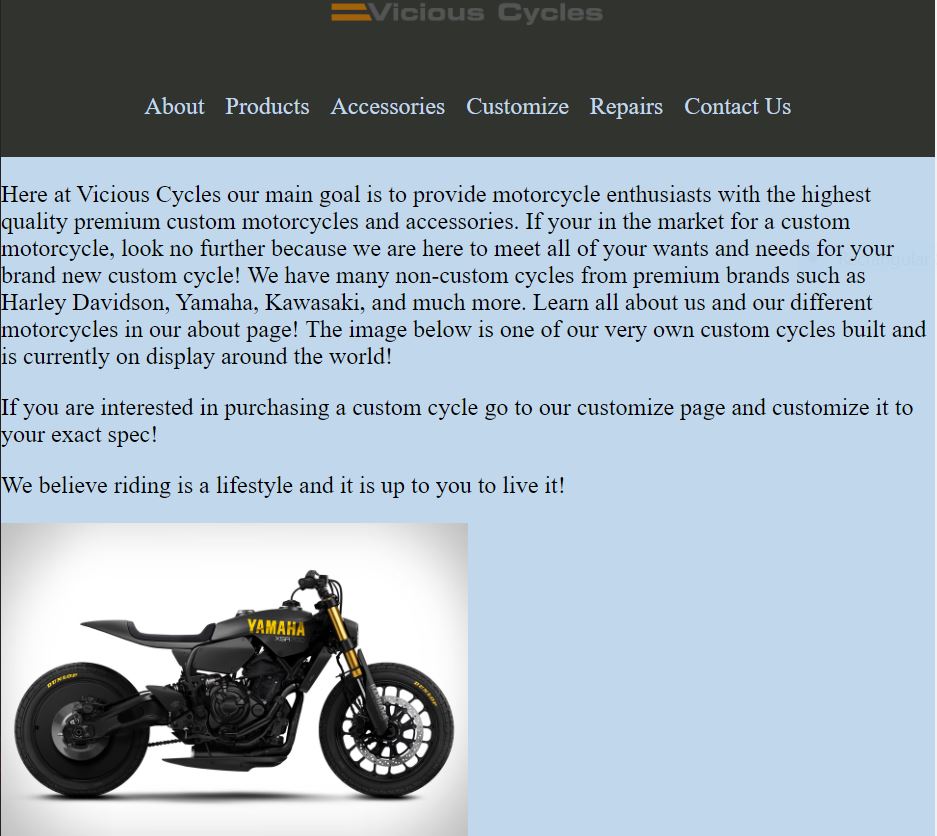 Vicious Cycles
About Products Accessories Customize Repairs Contact Us
Here at Vicious Cycles our main goal is to provide motorcycle enthusiasts with the highest
quality premium custom motorcycles and accessories. If your in the market for a custom
motorcycle, look no further because we are here to meet all of your wants and needs for your
brand new custom cycle! We have many non-custom cycles from premium brands such as
Harley Davidson, Yamaha, Kawasaki, and much more. Learn all about us and our different
motorcycles in our about page! The image below is one of our very own custom cycles built and
is currently on display around the world!
If you are interested in purchasing a custom cycle go to our customize page and customize it to
your exact spec!
We believe riding is a lifestyle and it is up to you to live it!
YAMAHA
XSR
DUNLOP
DUNLOP